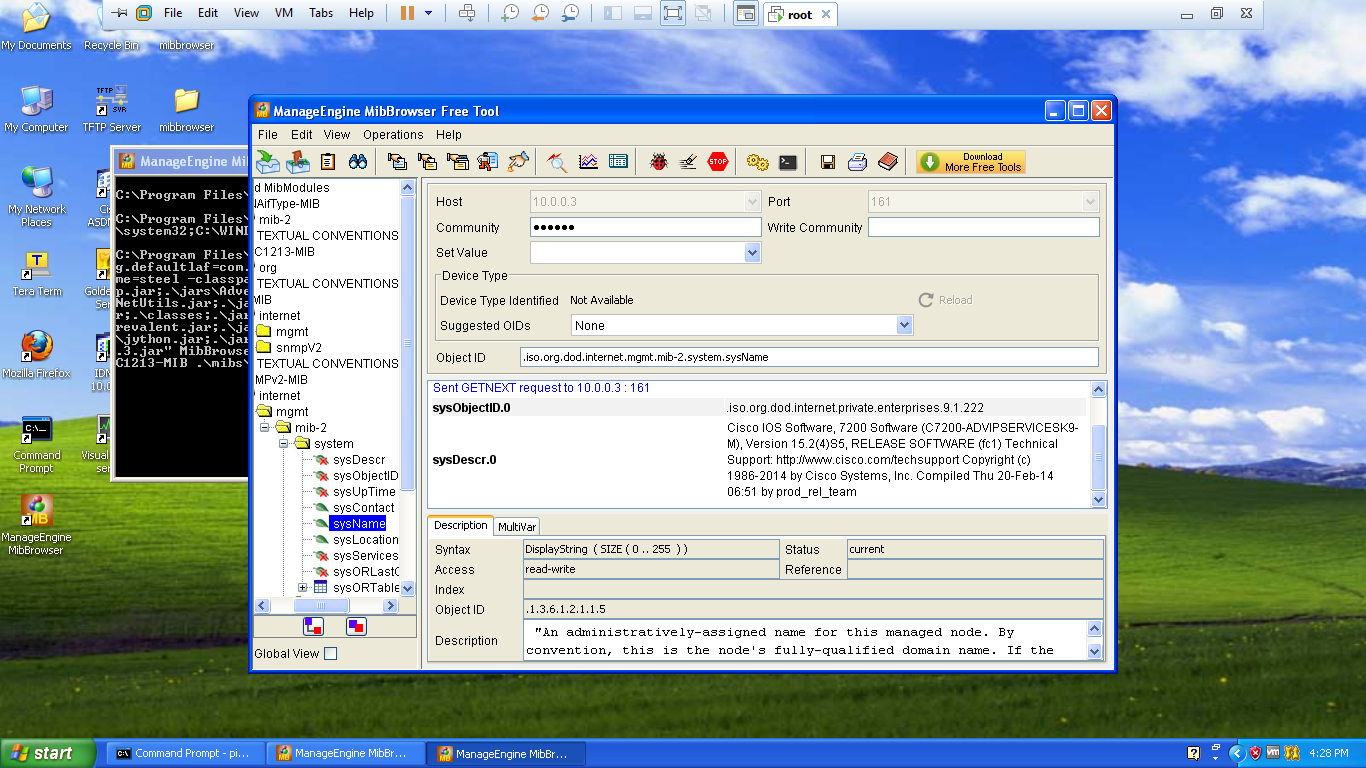 File Edit View VM Tabs Help root
My Documents Recycle Bin mibbrowser
My Computer TFTP Server mibbrowser
My Network Places
Tera Term
Mozilla Firefox
Command Prompt
ManageEngine MibBrowser
C:\Program Files\
C:\Program Files\
\system32;C:\WIND
C:\Program Files\
g.defaultlaf=com.
me=steel -classpa
p.jar;.\jars\Adve
NetUtils.jar;.\ja
r;.\classes;.\jar
revalent.jar;.\ja
\jython.jar;.\jar
.3.jar" MibBrowse
C1213-MIB .\mibs\
ManageEngine MibBrowser Free Tool
File Edit View Operations Help
STOP
Download
More Free Tools
d MibModules
NAifType-MIB
mib-2
TEXTUAL CONVENTIONS
C1213-MIB
org
TEXTUAL CONVENTIONS
MIB
internet
mgmt
snmpV2
TEXTUAL CONVENTIONS
MPv2-MIB
internet
mgmt
mib-2
system
sysDescr
sysObjectID
sysUpTime
sysContact
sysName
sysLocation
sysServices
sysORLast
sysORTable
Global View
Host 10.0.0.3 Port 161
Community ●●●●●● Write Community
Set Value
Device Type
Device Type Identified Not Available Reload
Suggested OIDs None
Object ID .iso.org.dod.internet.mgmt.mib-2.system.sysName
Sent GETNEXT request to 10.0.0.3 : 161
sysObjectID.0 .iso.org.dod.internet.private.enterprises.9.1.222
sysDescr.0
Cisco IOS Software, 7200 Software (C7200-ADVIPSERVICESK9-
M), Version 15.2(4)S5, RELEASE SOFTWARE (fc1) Technical
Support: http://www.cisco.com/techsupport Copyright (c)
1986-2014 by Cisco Systems, Inc. Compiled Thu 20-Feb-14
06:51 by prod_rel_team
Description MultiVar
Syntax DisplayString ( SIZE ( 0 .. 255 ) ) Status current
Access read-write Reference
Index
Object ID .1.3.6.1.2.1.1.5
Description "An administratively-assigned name for this managed node. By
convention, this is the node's fully-qualified domain name. If the
start Command Prompt - pi... ManageEngine MibBr... ManageEngine MibBr... 4:28 PM